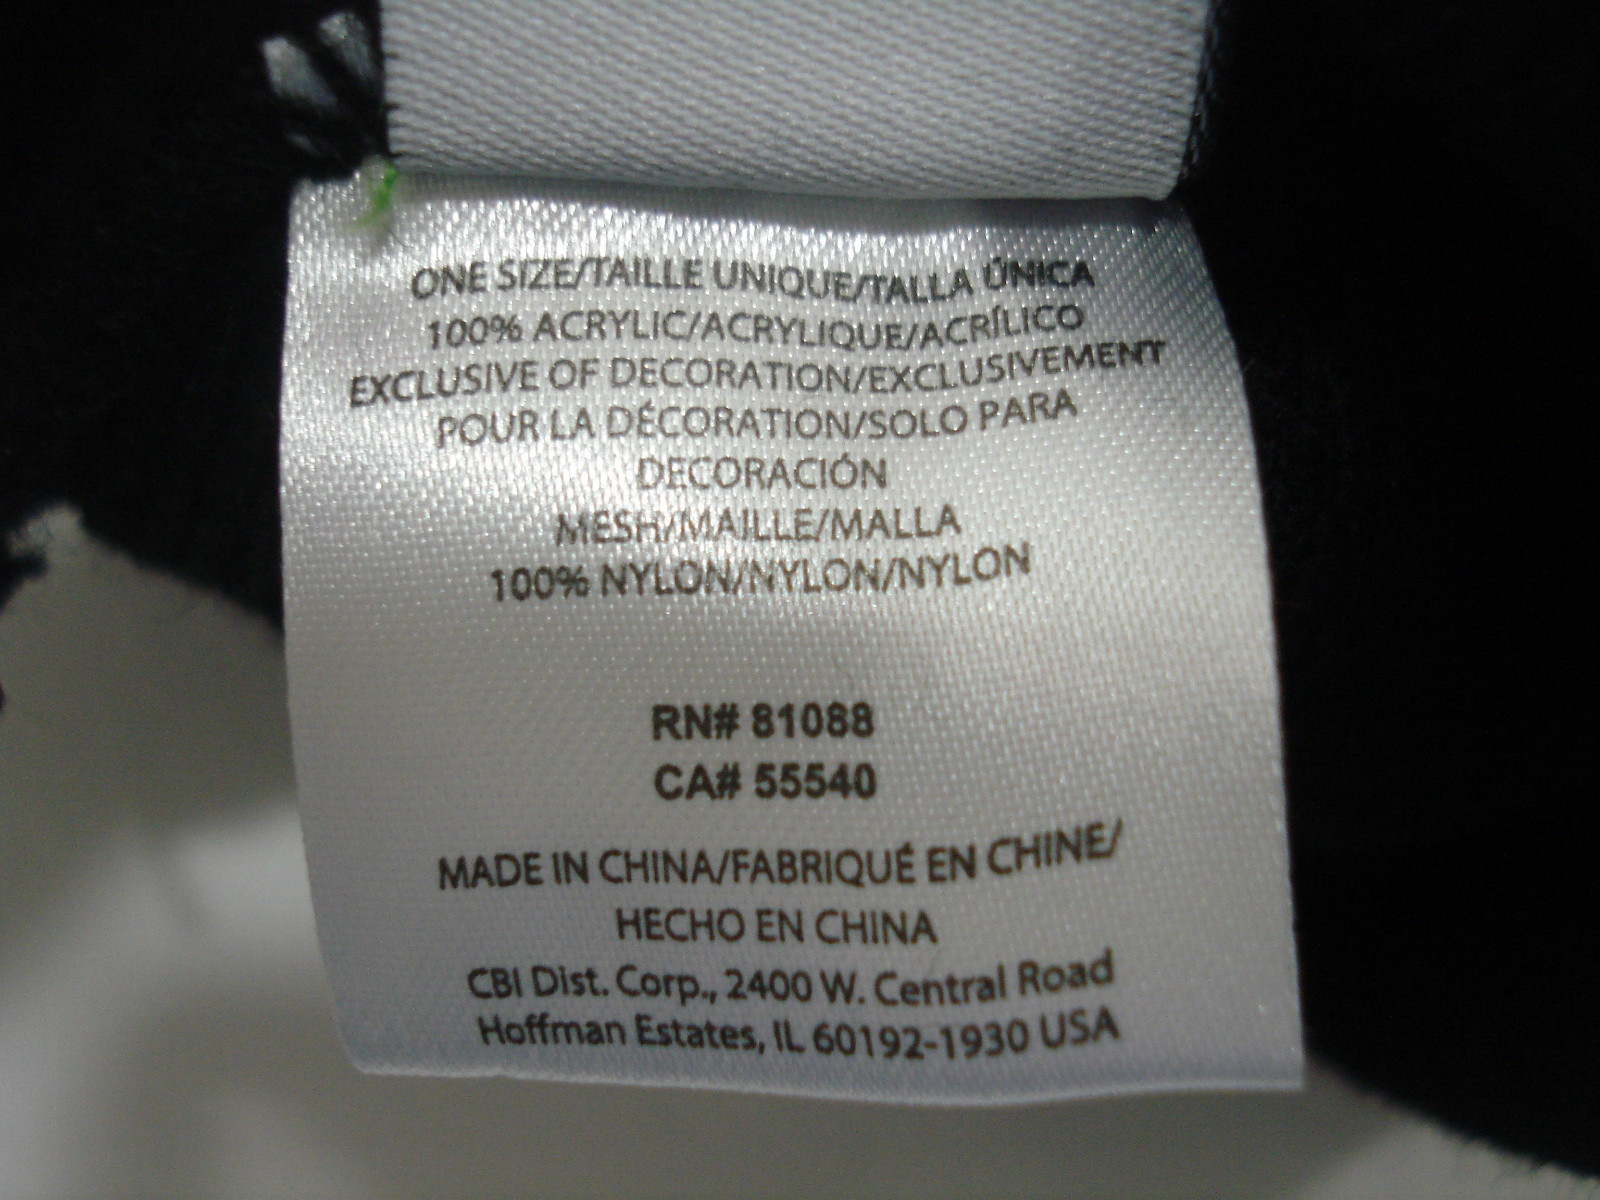 ONE SIZE/TAILLE UNIQUE/TALLA ÚNICA
100% ACRYLIC/ACRYLIQUE/ACRÍLICO
EXCLUSIVE OF DECORATION/EXCLUSIVEMENT
POUR LA DÉCORATION/SOLO PARA
DECORACIÓN
MESH/MAILLE/MALLA
100% NYLON/NYLON/NYLON
RN# 81088
CA# 55540
MADE IN CHINA/FABRIQUÉ EN CHINE/
HECHO EN CHINA
CBI Dist. Corp., 2400 W. Central Road
Hoffman Estates, IL 60192-1930 USA